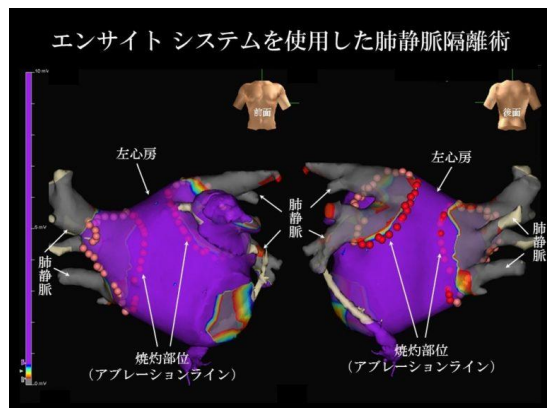 エンサイト システムを使用した肺静脈隔離術
10 mV
前面
後面
左心房
左心房
肺静脈
肺静脈
肺静脈
焼灼部位
（アブレーションライン）
焼灼部位
（アブレーションライン）